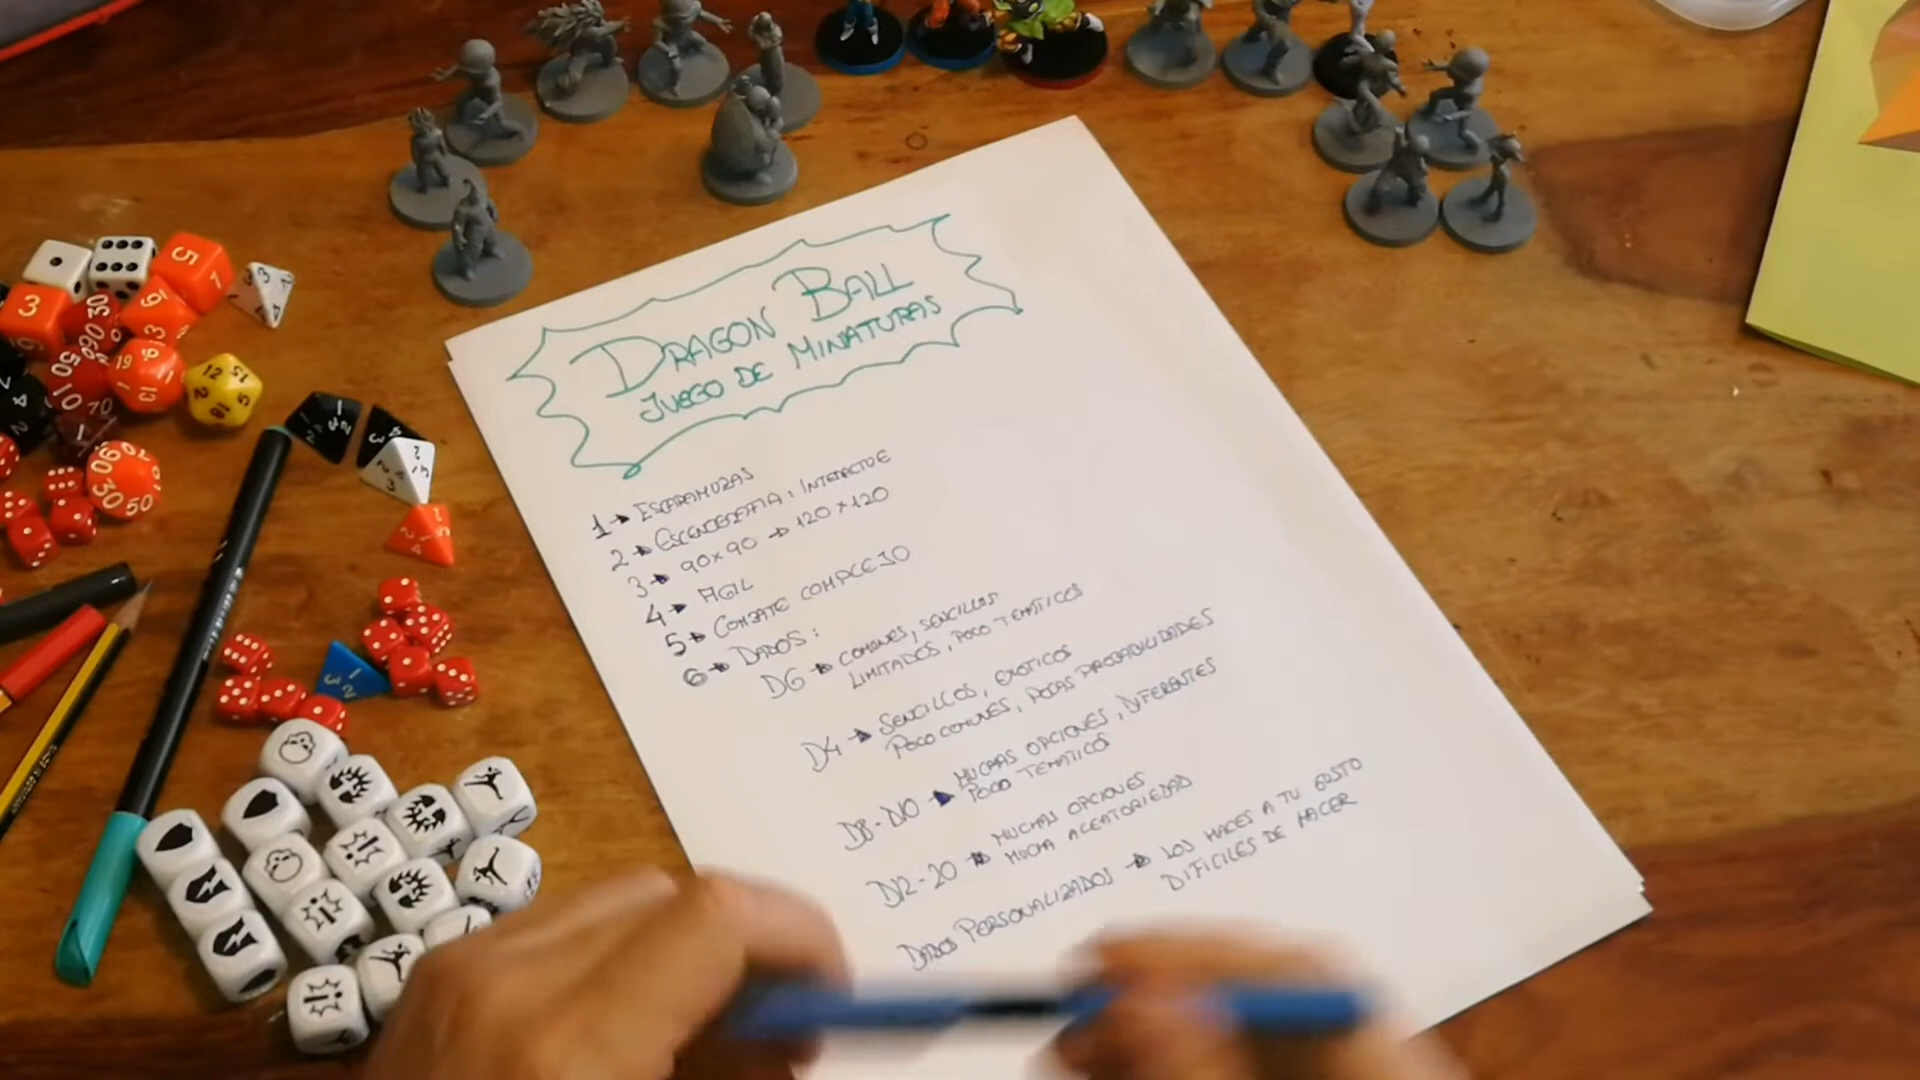 DRAGON BALL
JUEGO DE MINATURAS
1→ ESCARAMUZAS
2→ ESCENOGRAFIA: INTERACTUE
3→ 90x90 → 120x120
4→ AGIL
5→ COMBATE COMPLEJO
6→ DADOS:
D6→ COMUNES, SENCILLOS
LIMITADOS, POCO TEMATICOS
D4→ SENCILLOS, EXOTICOS
POCO COMUNES, POCAS PROBABILIDADES
D8-D10→ MUCHAS OPCIONES, DIFERENTES
POCO TEMATICOS
D12-20→ MUCHAS OPCIONES
MUCHA ALEATORIEDAD
DADOS PERSONALIZADOS → LOS HACES A TU GUSTO
DIFICILES DE HACER